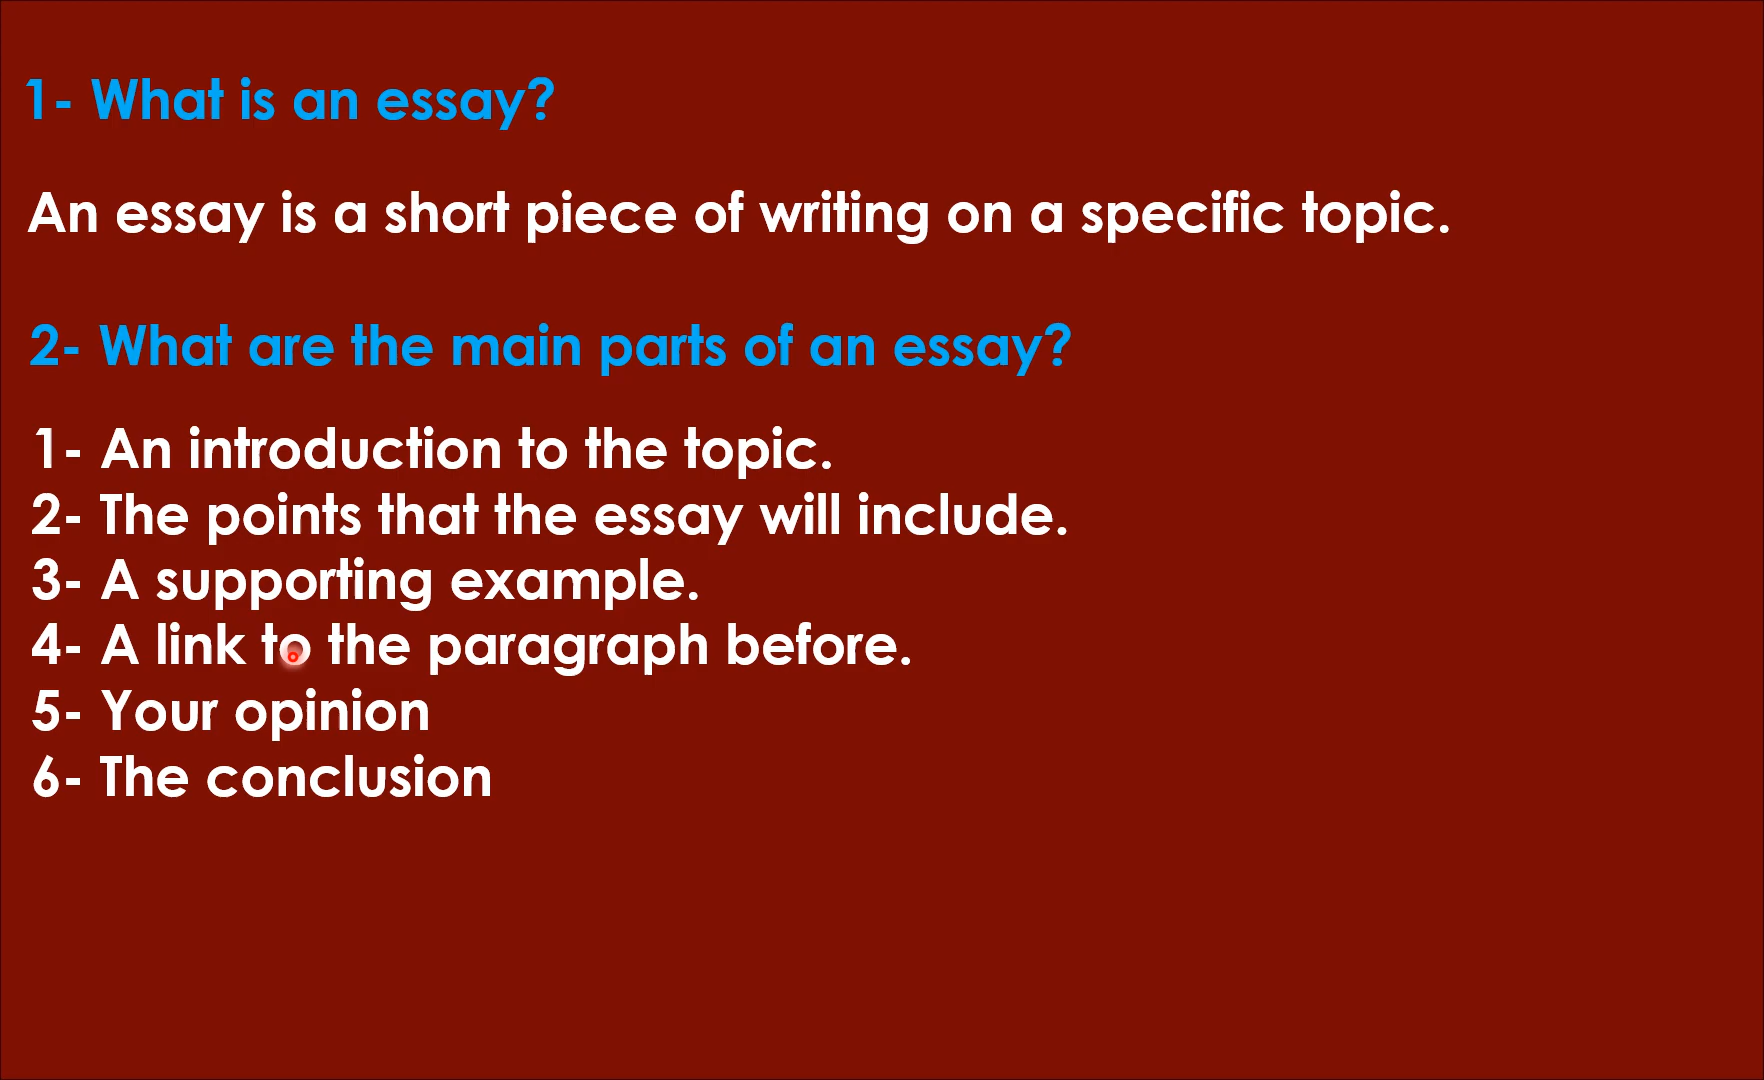 1- What is an essay?
An essay is a short piece of writing on a specific topic.
2- What are the main parts of an essay?
1- An introduction to the topic.
2- The points that the essay will include.
3- A supporting example.
4- A link to the paragraph before.
5- Your opinion
6- The conclusion